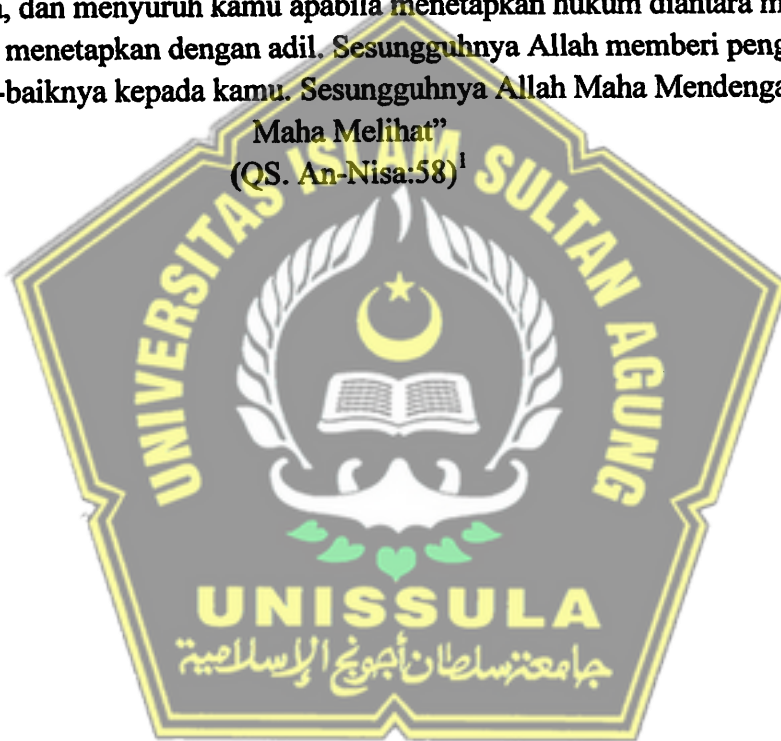 , dan menyuruh kamu apabila menetapkan hukum diantara m
menetapkan dengan adil. Sesungguhnya Allah memberi peng
-baiknya kepada kamu. Sesungguhnya Allah Maha Mendenga
Maha Melihat”
(QS. An-Nisa:58)1
UNIVERSITAS ISLAM SULTAN AGUNG
UNISSULA
جامعة سلطان أجونج الإسلامية